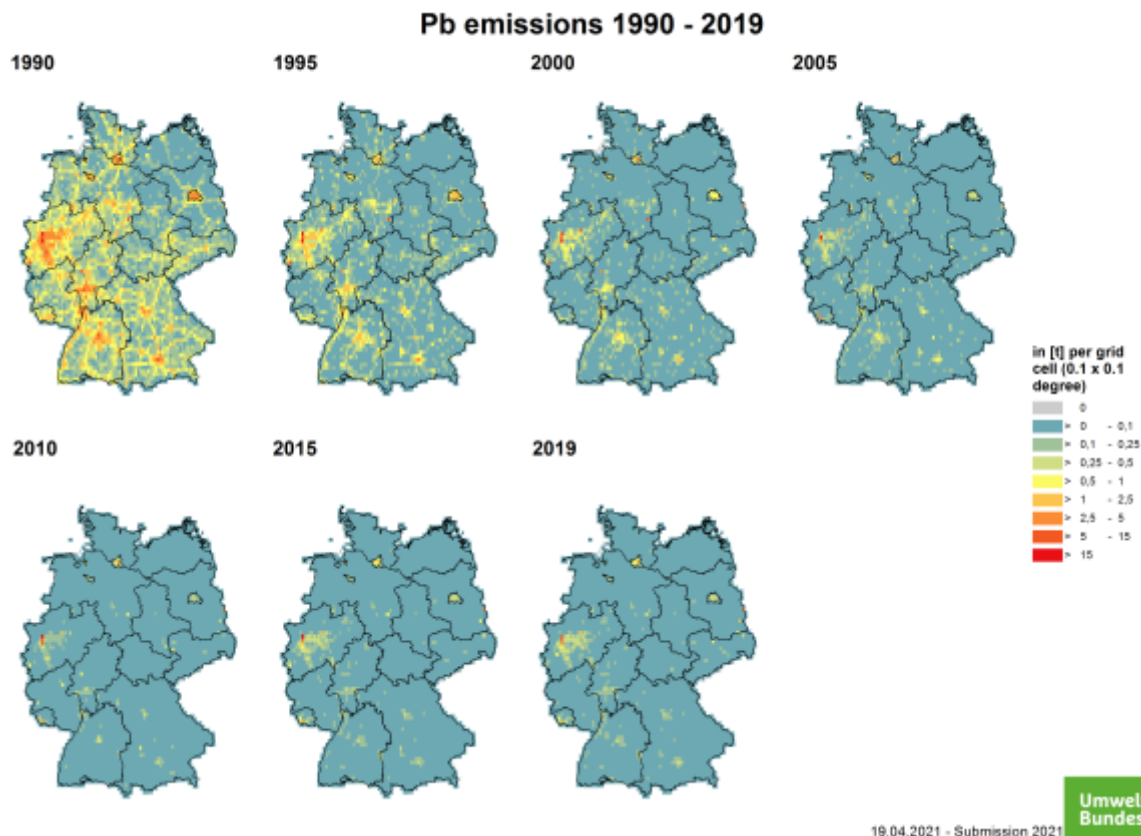 Pb emissions 1990 - 2019
1990
1995
2000
2005
2010
2015
2019
in [t] per grid
cell (0.1 x 0.1
degree)
0
> 0 - 0,1
> 0,1 - 0,25
> 0,25 - 0,5
> 0,5 - 1
> 1 - 2,5
> 2,5 - 5
> 5 - 15
> 15
Umwel
Bundes
19.04.2021 - Submission 2021